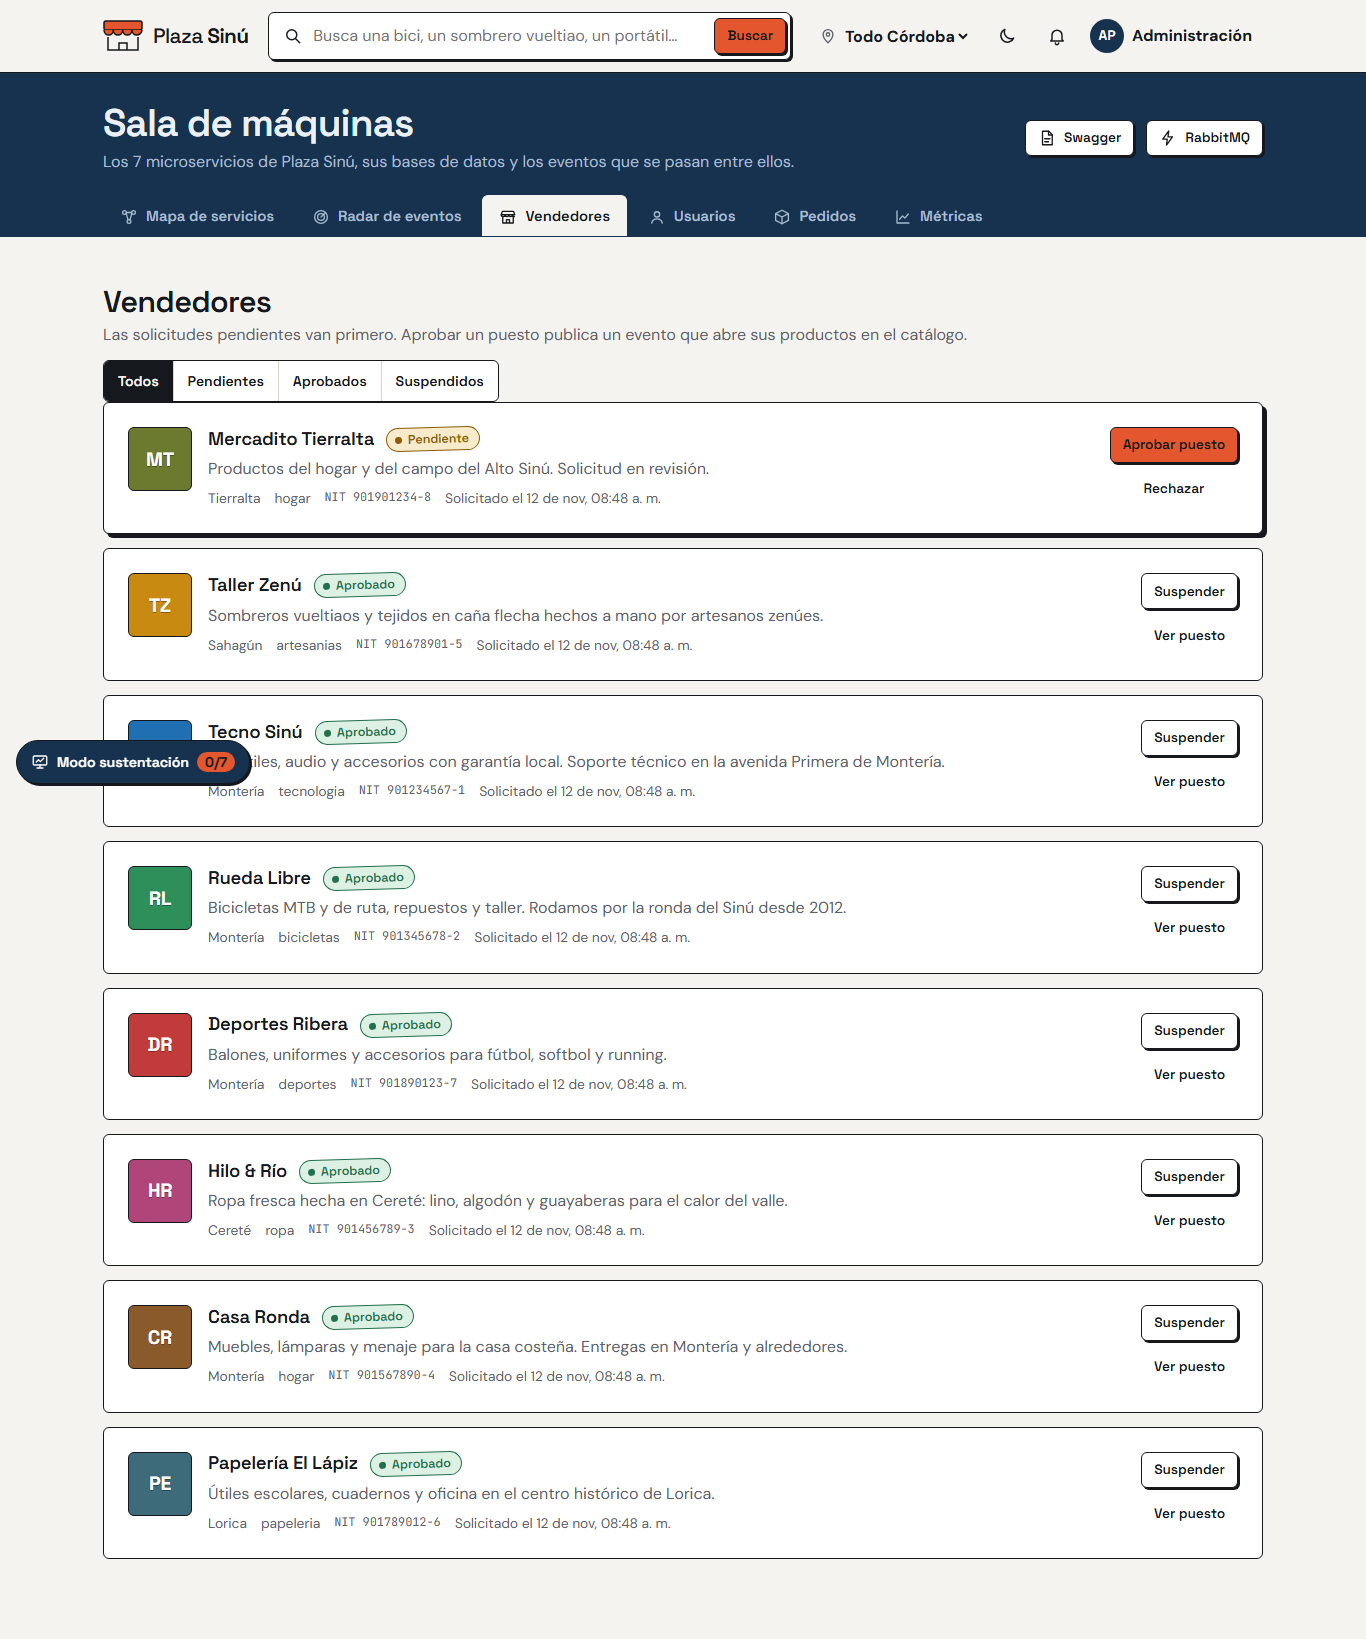 Plaza Sinú
Busca una bici, un sombrero vueltiao, un portátil...
Buscar
Todo Córdoba
AP
Administración
Sala de máquinas
Los 7 microservicios de Plaza Sinú, sus bases de datos y los eventos que se pasan entre ellos.
Swagger
RabbitMQ
Mapa de servicios
Radar de eventos
Vendedores
Usuarios
Pedidos
Métricas
Vendedores
Las solicitudes pendientes van primero. Aprobar un puesto publica un evento que abre sus productos en el catálogo.
Todos
Pendientes
Aprobados
Suspendidos
MT
Mercadito Tierralta
Pendiente
Productos del hogar y del campo del Alto Sinú. Solicitud en revisión.
Tierralta hogar NIT 901901234-8 Solicitado el 12 de nov, 08:48 a. m.
Aprobar puesto
Rechazar
TZ
Taller Zenú
Aprobado
Sombreros vueltiaos y tejidos en caña flecha hechos a mano por artesanos zenúes.
Sahagún artesanias NIT 901678901-5 Solicitado el 12 de nov, 08:48 a. m.
Suspender
Ver puesto
Tecno Sinú
Aprobado
iles, audio y accesorios con garantía local. Soporte técnico en la avenida Primera de Montería.
Montería tecnologia NIT 901234567-1 Solicitado el 12 de nov, 08:48 a. m.
Suspender
Ver puesto
Modo sustentación 0/7
RL
Rueda Libre
Aprobado
Bicicletas MTB y de ruta, repuestos y taller. Rodamos por la ronda del Sinú desde 2012.
Montería bicicletas NIT 901345678-2 Solicitado el 12 de nov, 08:48 a. m.
Suspender
Ver puesto
DR
Deportes Ribera
Aprobado
Balones, uniformes y accesorios para fútbol, softbol y running.
Montería deportes NIT 901890123-7 Solicitado el 12 de nov, 08:48 a. m.
Suspender
Ver puesto
HR
Hilo & Río
Aprobado
Ropa fresca hecha en Cereté: lino, algodón y guayaberas para el calor del valle.
Cereté ropa NIT 901456789-3 Solicitado el 12 de nov, 08:48 a. m.
Suspender
Ver puesto
CR
Casa Ronda
Aprobado
Muebles, lámparas y menaje para la casa costeña. Entregas en Montería y alrededores.
Montería hogar NIT 901567890-4 Solicitado el 12 de nov, 08:48 a. m.
Suspender
Ver puesto
PE
Papelería El Lápiz
Aprobado
Útiles escolares, cuadernos y oficina en el centro histórico de Lorica.
Lorica papeleria NIT 901789012-6 Solicitado el 12 de nov, 08:48 a. m.
Suspender
Ver puesto